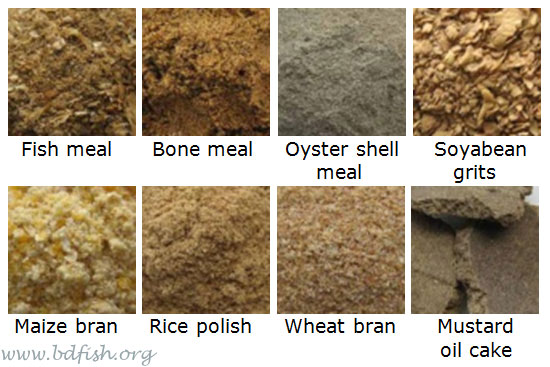 Fish meal
Bone meal
Oyster shell
meal
Soyabean
grits
Maize bran
Rice polish
Wheat bran
Mustard
oil cake
www.bdfish.org